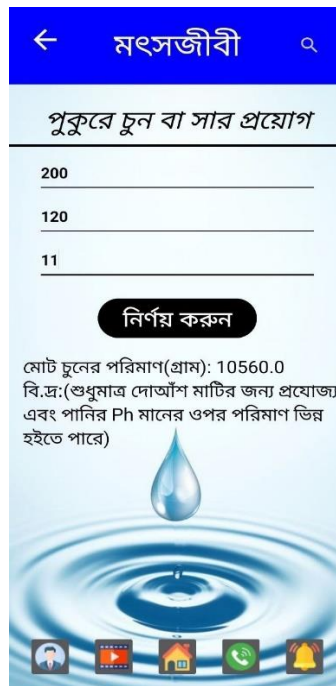 মৎসজীবী
পুকুরে চুন বা সার প্রয়োগ
200
120
11
নির্ণয় করুন
মোট চুনের পরিমাণ(গ্রাম): 10560.0
বি.দ্র:(শুধুমাত্র দোআঁশ মাটির জন্য প্রযোজ্য
এবং পানির Ph মানের ওপর পরিমাণ ভিন্ন
হইতে পারে)